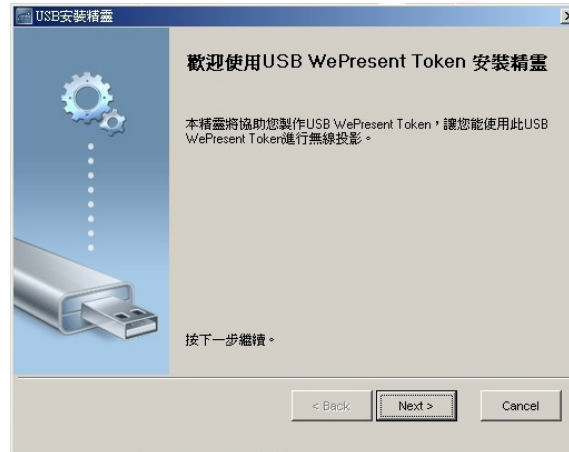 USB安裝精靈
歡迎使用USB WePresent Token 安裝精靈
本精靈將協助您製作USB WePresent Token，讓您能使用此USB
WePresent Token進行無線投影。
按下一步繼續。
< Back
Next >
Cancel